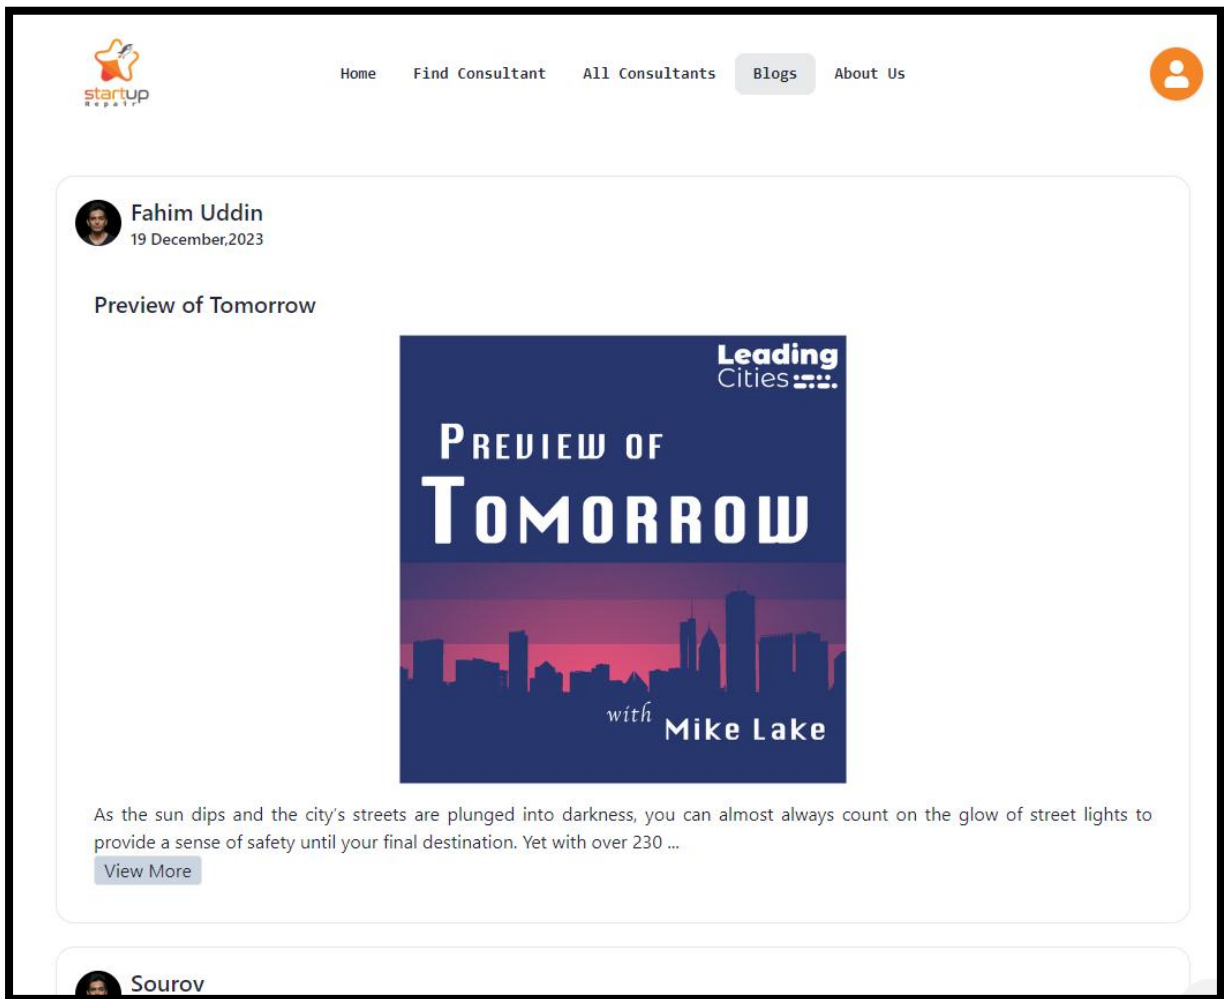 startup
Repair
Home Find Consultant All Consultants Blogs About Us
Fahim Uddin
19 December,2023
Preview of Tomorrow
Leading
Cities
PREVIEW OF
TOMORROW
with Mike Lake
As the sun dips and the city’s streets are plunged into darkness, you can almost always count on the glow of street lights to
provide a sense of safety until your final destination. Yet with over 230 ...
View More
Sourov